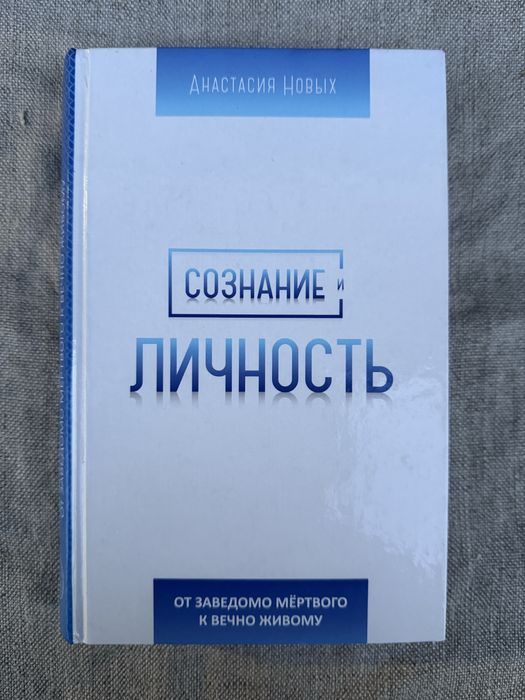 Анастасия Новых
СОЗНАНИЕ и
ЛИЧНОСТЬ
ОТ ЗАВЕДОМО МЁРТВОГО
К ВЕЧНО ЖИВОМУ